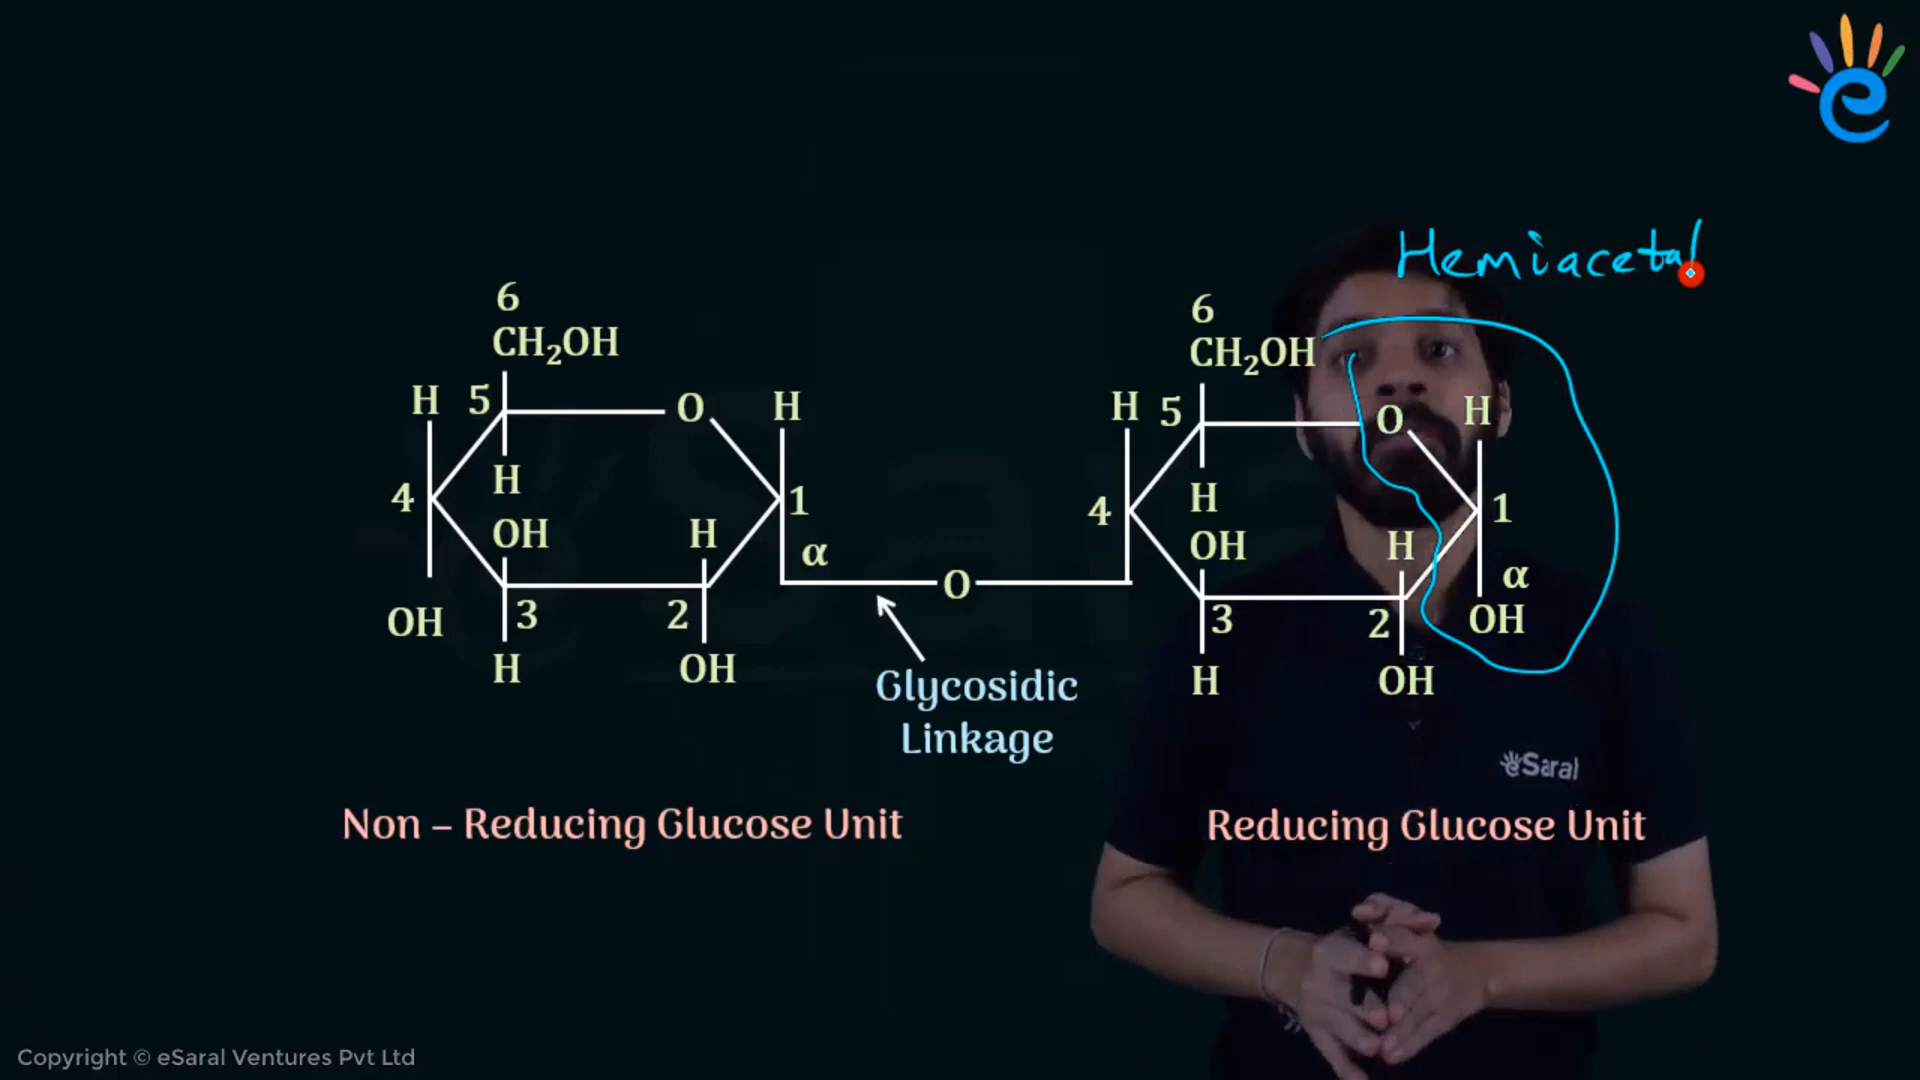 Hemiacetal
6
CH₂OH
H 5 O H
4 H 1
OH H α
OH 3 2
H OH
O
Glycosidic
Linkage
6
CH₂OH
H 5 O H
4 H 1
OH H α
3 2 OH
H OH
eSaral
Non – Reducing Glucose Unit
Reducing Glucose Unit
Copyright © eSaral Ventures Pvt Ltd